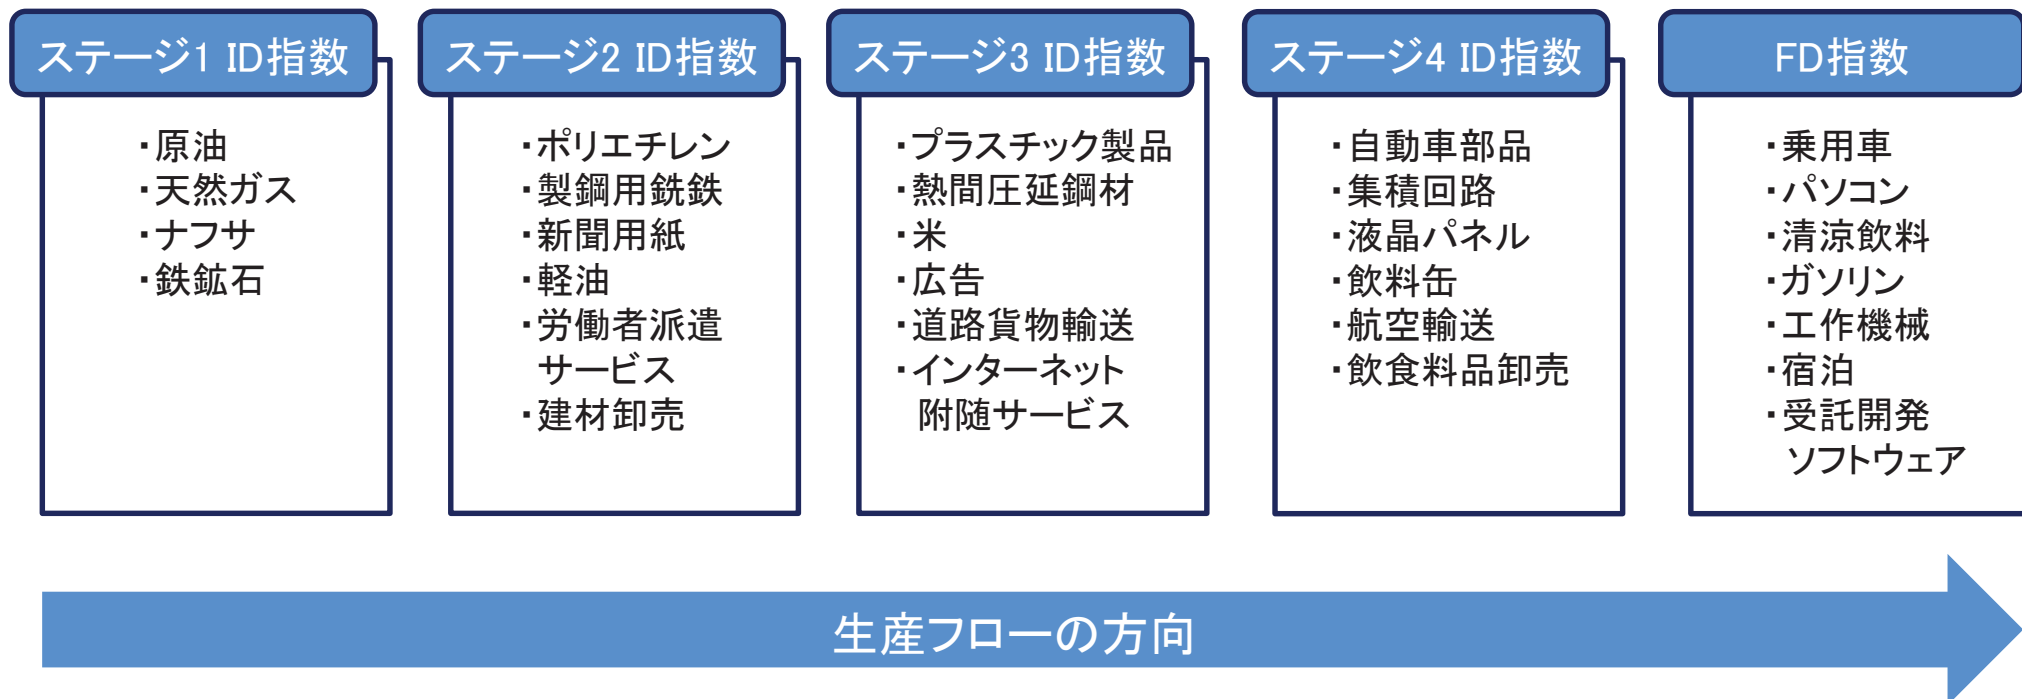 ステージ1 ID指数
・原油
・天然ガス
・ナフサ
・鉄鉱石
ステージ2 ID指数
・ポリエチレン
・製鋼用銑鉄
・新聞用紙
・軽油
・労働者派遣
サービス
・建材卸売
ステージ3 ID指数
・プラスチック製品
・熱間圧延鋼材
・米
・広告
・道路貨物輸送
・インターネット
附随サービス
ステージ4 ID指数
・自動車部品
・集積回路
・液晶パネル
・飲料缶
・航空輸送
・飲食料品卸売
FD指数
・乗用車
・パソコン
・清涼飲料
・ガソリン
・工作機械
・宿泊
・受託開発
ソフトウェア
生産フローの方向